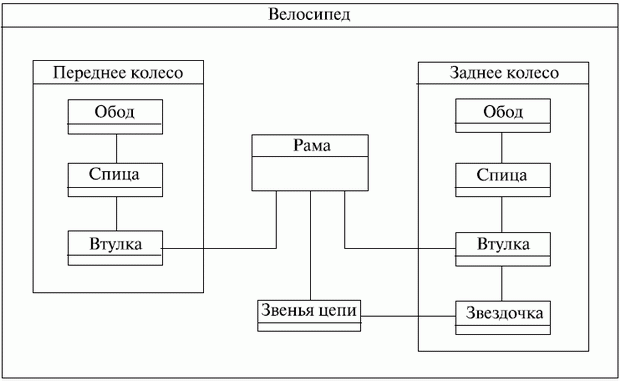 Велосипед
Переднее колесо
Обод
Спица
Втулка
Рама
Звенья цепи
Заднее колесо
Обод
Спица
Втулка
Звездочка